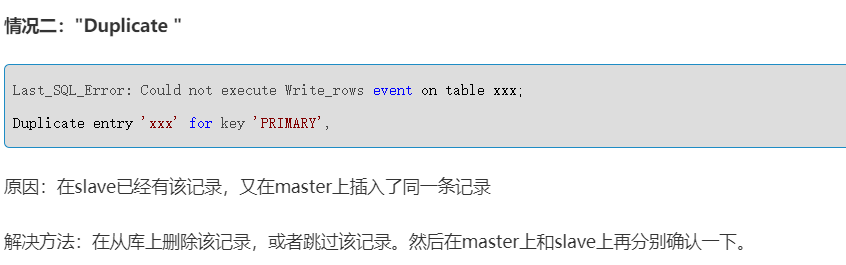 情况二："Duplicate "
Last_SQL_Error: Could not execute Write_rows event on table xxx;
Duplicate entry 'xxx' for key 'PRIMARY',
原因：在slave已经有该记录，又在master上插入了同一条记录
解决方法：在从库上删除该记录，或者跳过该记录。然后在master上和slave上再分别确认一下。